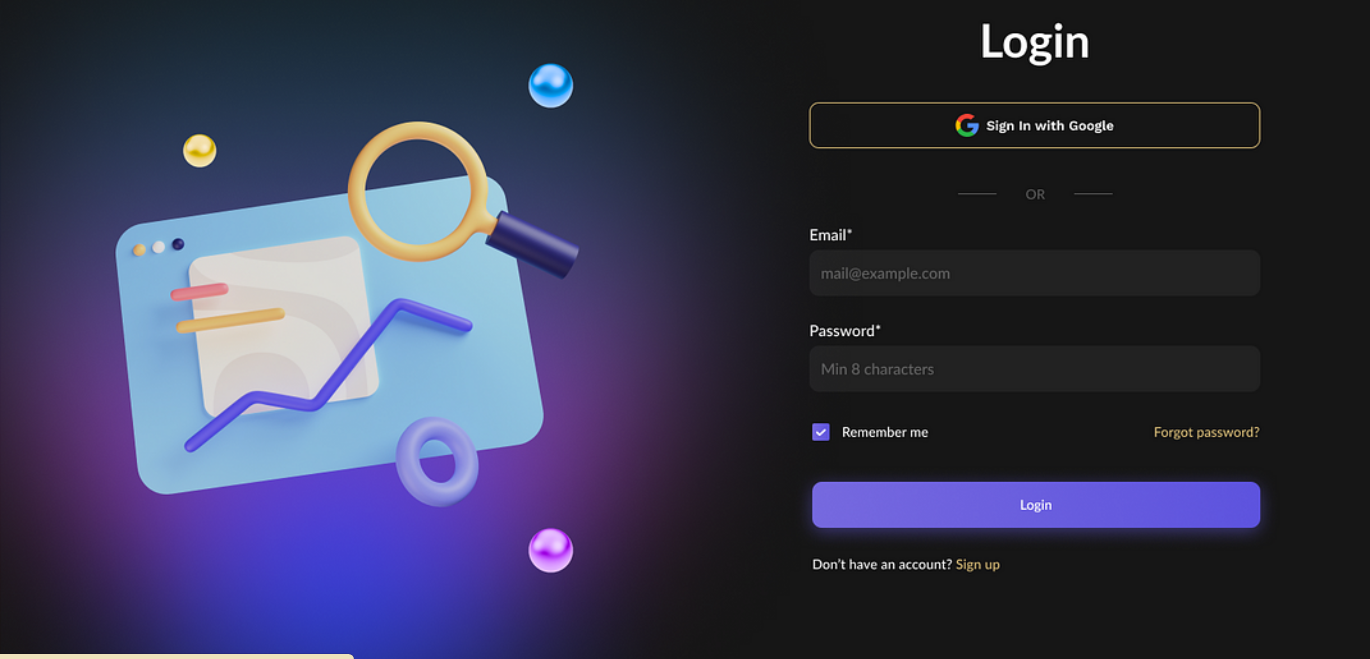 Login
Sign In with Google
OR
Email*
mail@example.com
Password*
Min 8 characters
Remember me
Forgot password?
Login
Don't have an account? Sign up